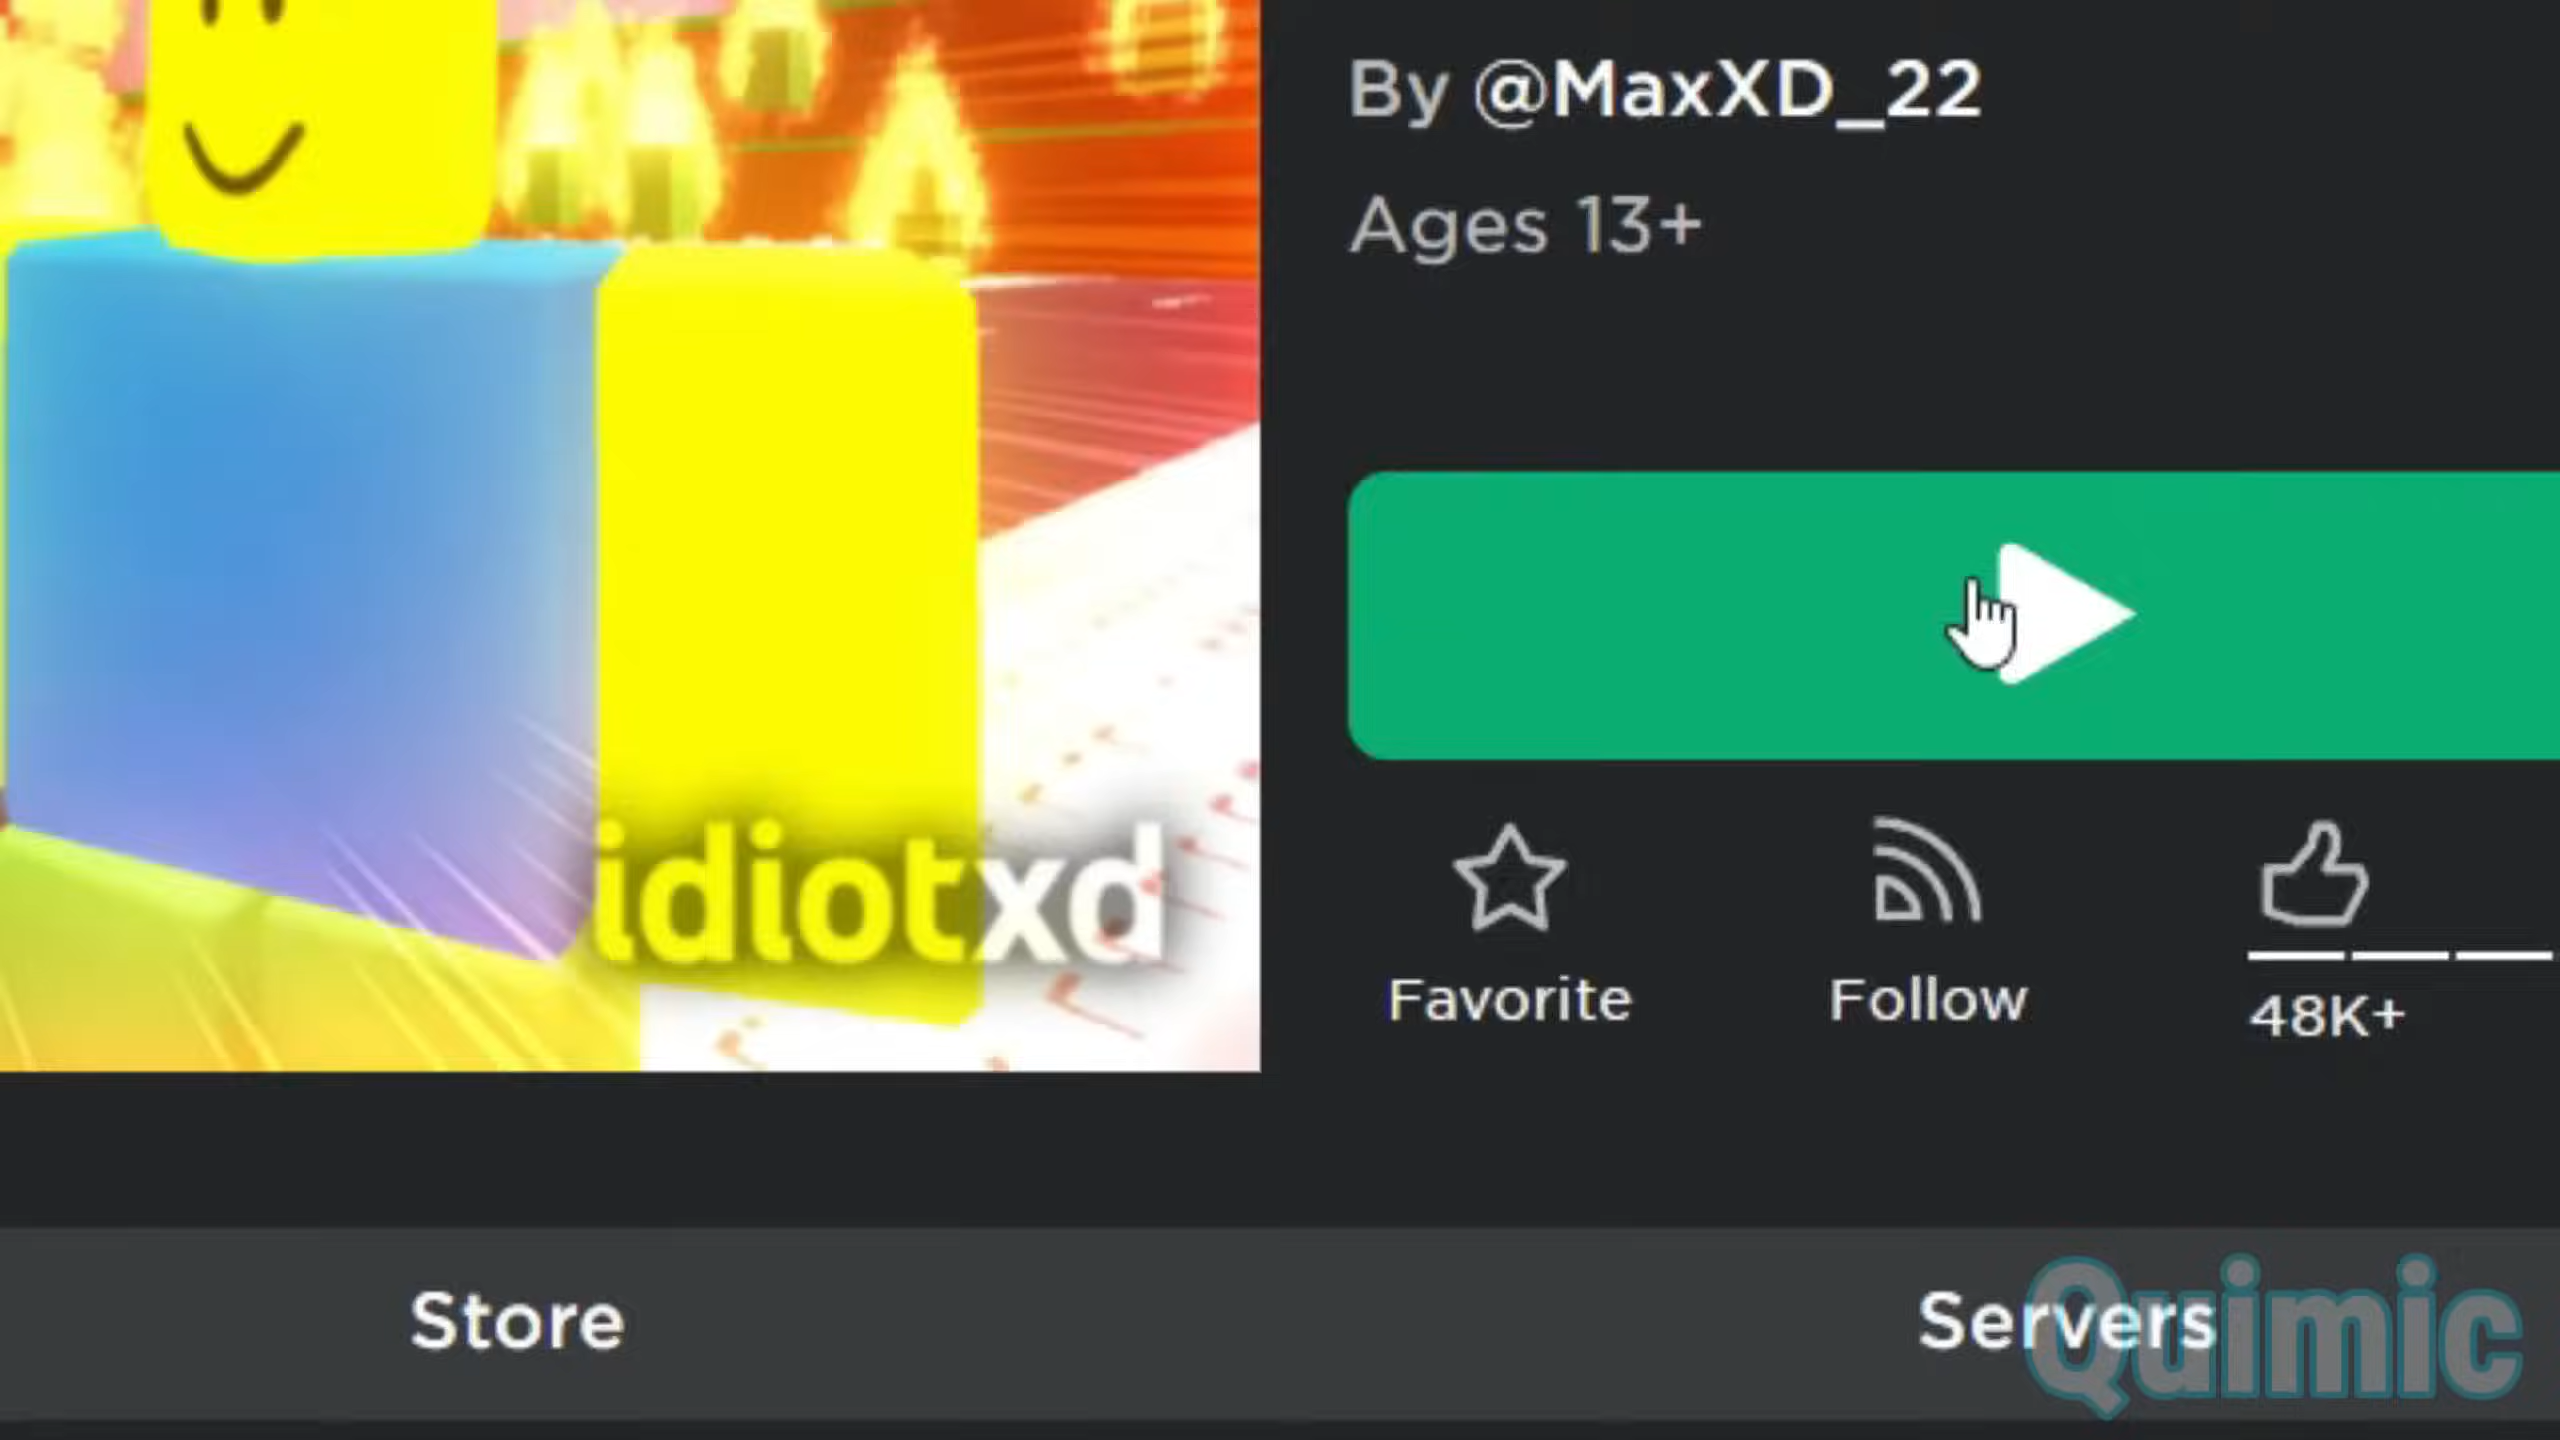 By @MaxXD_22
Ages 13+
idiotxd
Favorite
Follow
48K+
Store
Servers
Quimic